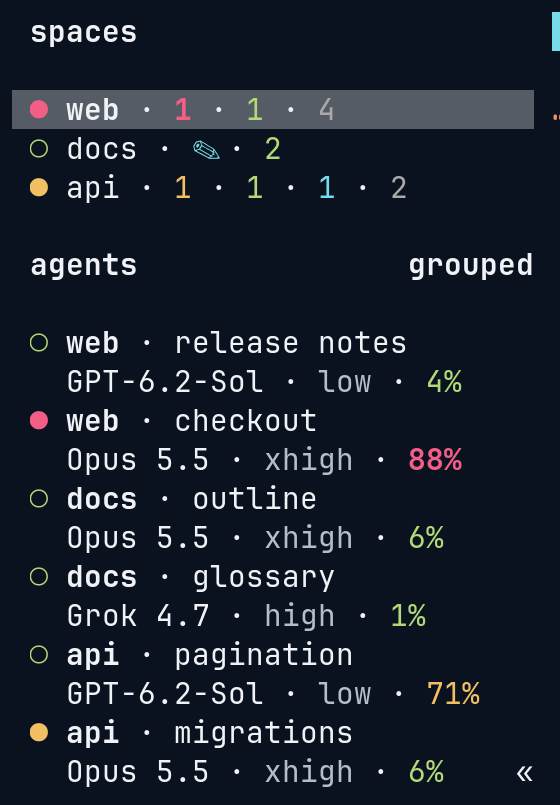 spaces
web · 1 · 1 · 4
docs · ✎ · 2
api · 1 · 1 · 1 · 2
agents grouped
web · release notes
GPT-6.2-Sol · low · 4%
web · checkout
Opus 5.5 · xhigh · 88%
docs · outline
Opus 5.5 · xhigh · 6%
docs · glossary
Grok 4.7 · high · 1%
api · pagination
GPT-6.2-Sol · low · 71%
api · migrations
Opus 5.5 · xhigh · 6% «